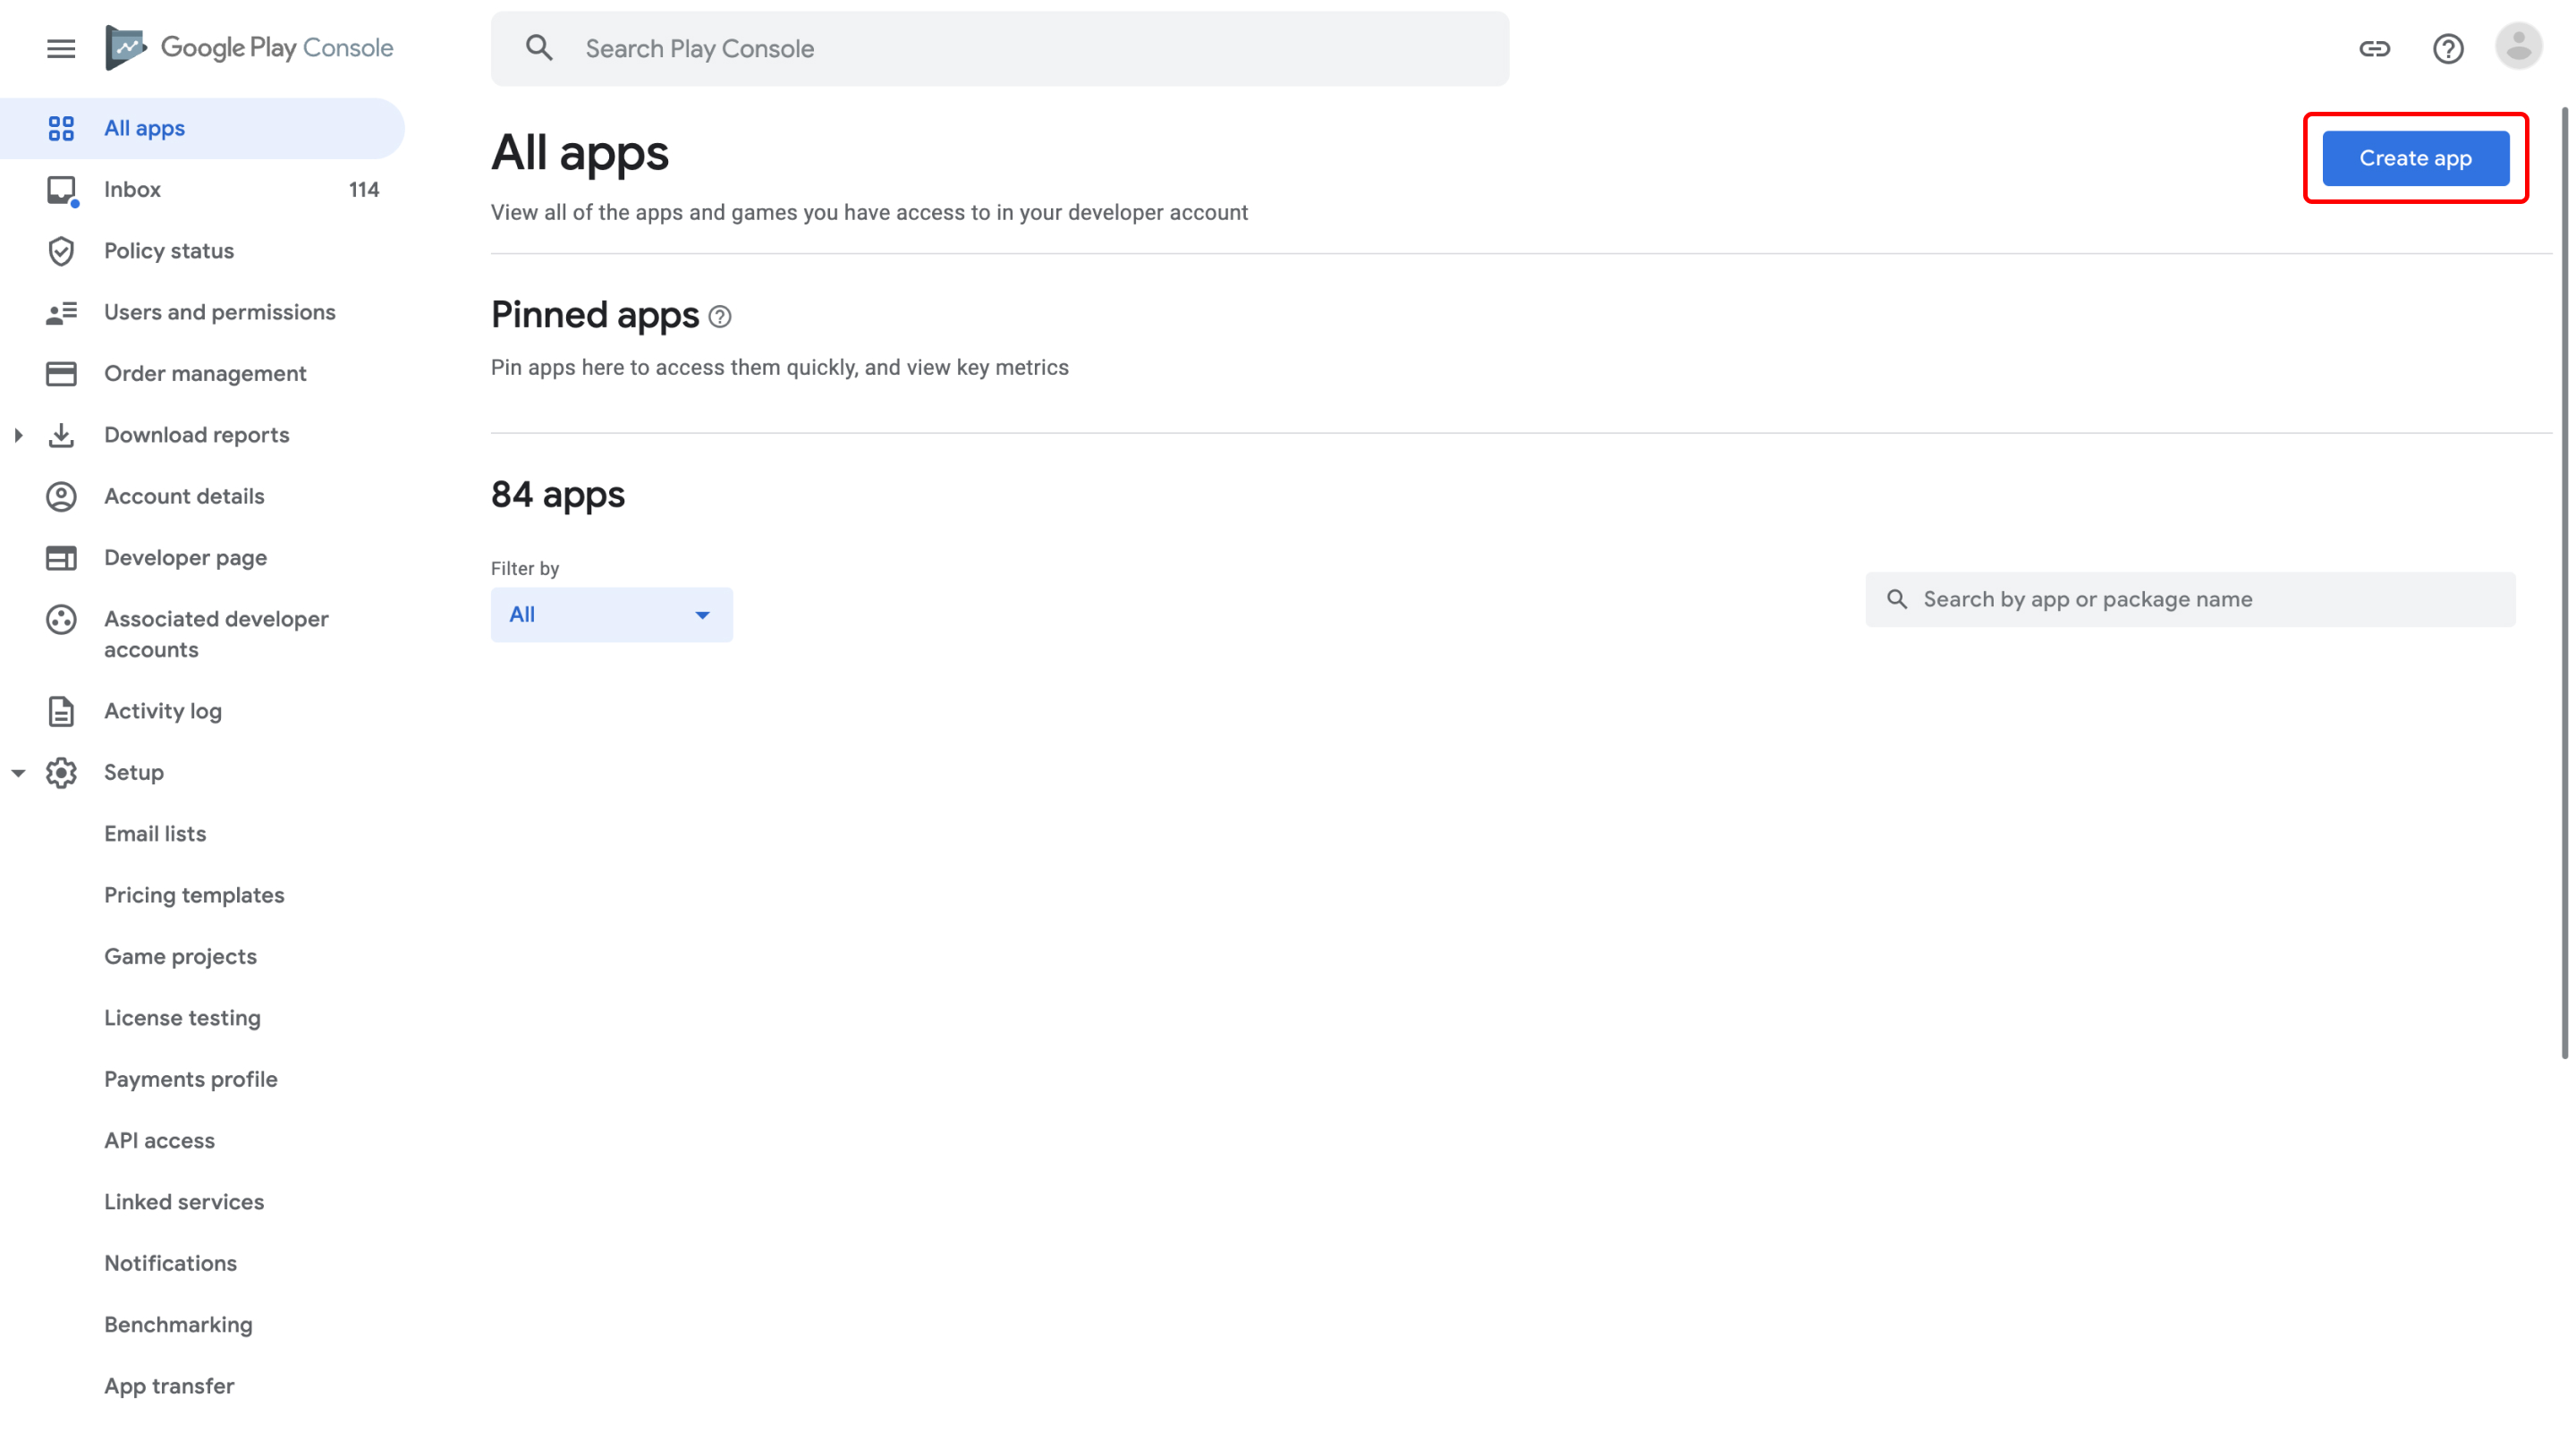 Google Play Console
Search Play Console
All apps
Inbox 114
Policy status
Users and permissions
Order management
Download reports
Account details
Developer page
Associated developer
accounts
Activity log
Setup
Email lists
Pricing templates
Game projects
License testing
Payments profile
API access
Linked services
Notifications
Benchmarking
App transfer
All apps
Create app
View all of the apps and games you have access to in your developer account
Pinned apps
Pin apps here to access them quickly, and view key metrics
84 apps
Filter by
All
Search by app or package name